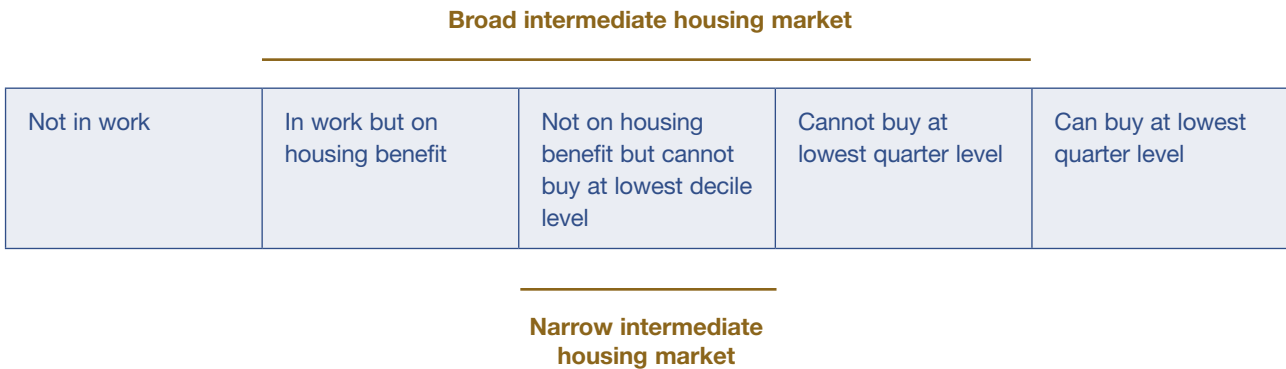 Broad intermediate housing market
Not in work
In work but on
housing benefit
Not on housing
benefit but cannot
buy at lowest decile
level
Cannot buy at
lowest quarter level
Can buy at lowest
quarter level
Narrow intermediate
housing market